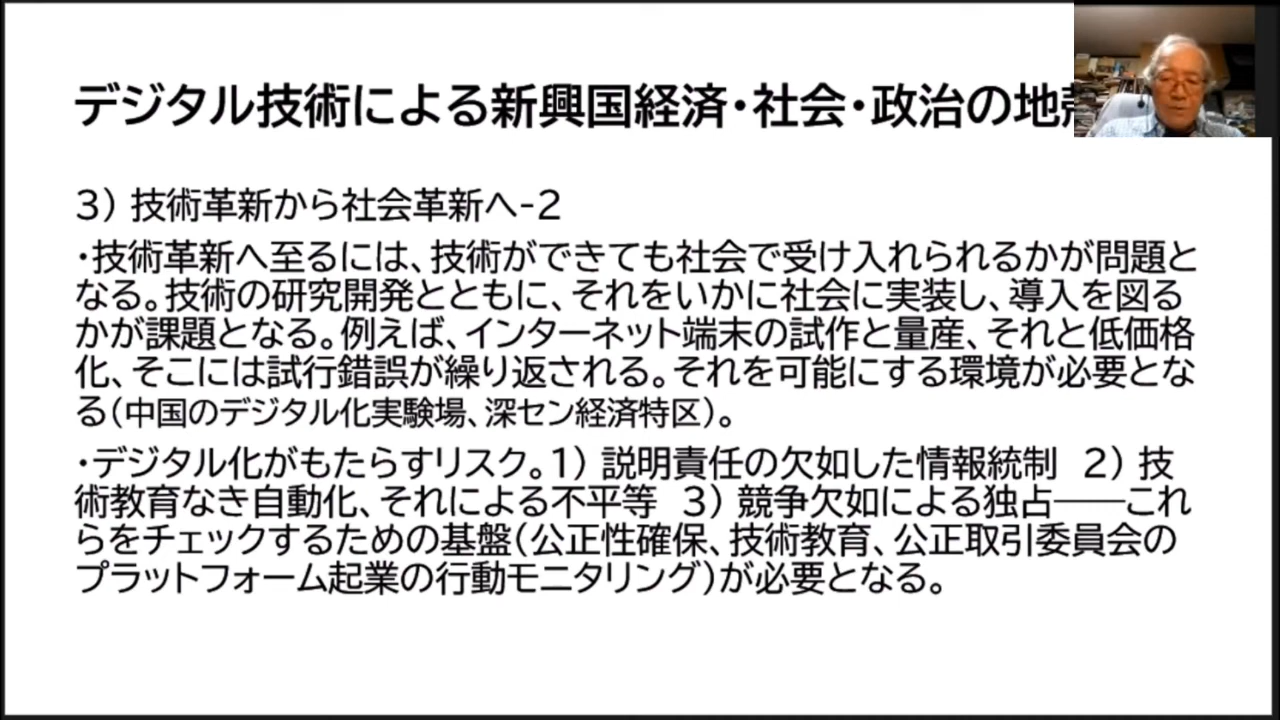 デジタル技術による新興国経済・社会・政治の地
3) 技術革新から社会革新へ-2
・技術革新へ至るには、技術ができても社会で受け入れられるかが問題と
なる。技術の研究開発とともに、それをいかに社会に実装し、導入を図る
かが課題となる。例えば、インターネット端末の試作と量産、それと低価格
化、そこには試行錯誤が繰り返される。それを可能にする環境が必要とな
る(中国のデジタル化実験場、深セン経済特区)。
・デジタル化がもたらすリスク。1) 説明責任の欠如した情報統制 2) 技
術教育なき自動化、それによる不平等 3) 競争欠如による独占――これ
らをチェックするための基盤(公正性確保、技術教育、公正取引委員会の
プラットフォーム起業の行動モニタリング)が必要となる。